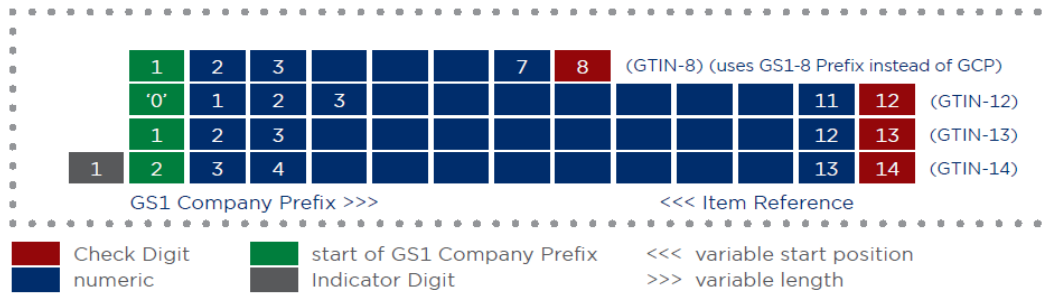 1 2 3 7 8 (GTIN-8) (uses GS1-8 Prefix instead of GCP)
'0' 1 2 3 11 12 (GTIN-12)
1 2 3 12 13 (GTIN-13)
1 2 3 4 13 14 (GTIN-14)
GS1 Company Prefix >>> <<< Item Reference
Check Digit start of GS1 Company Prefix <<< variable start position
numeric Indicator Digit >>> variable length